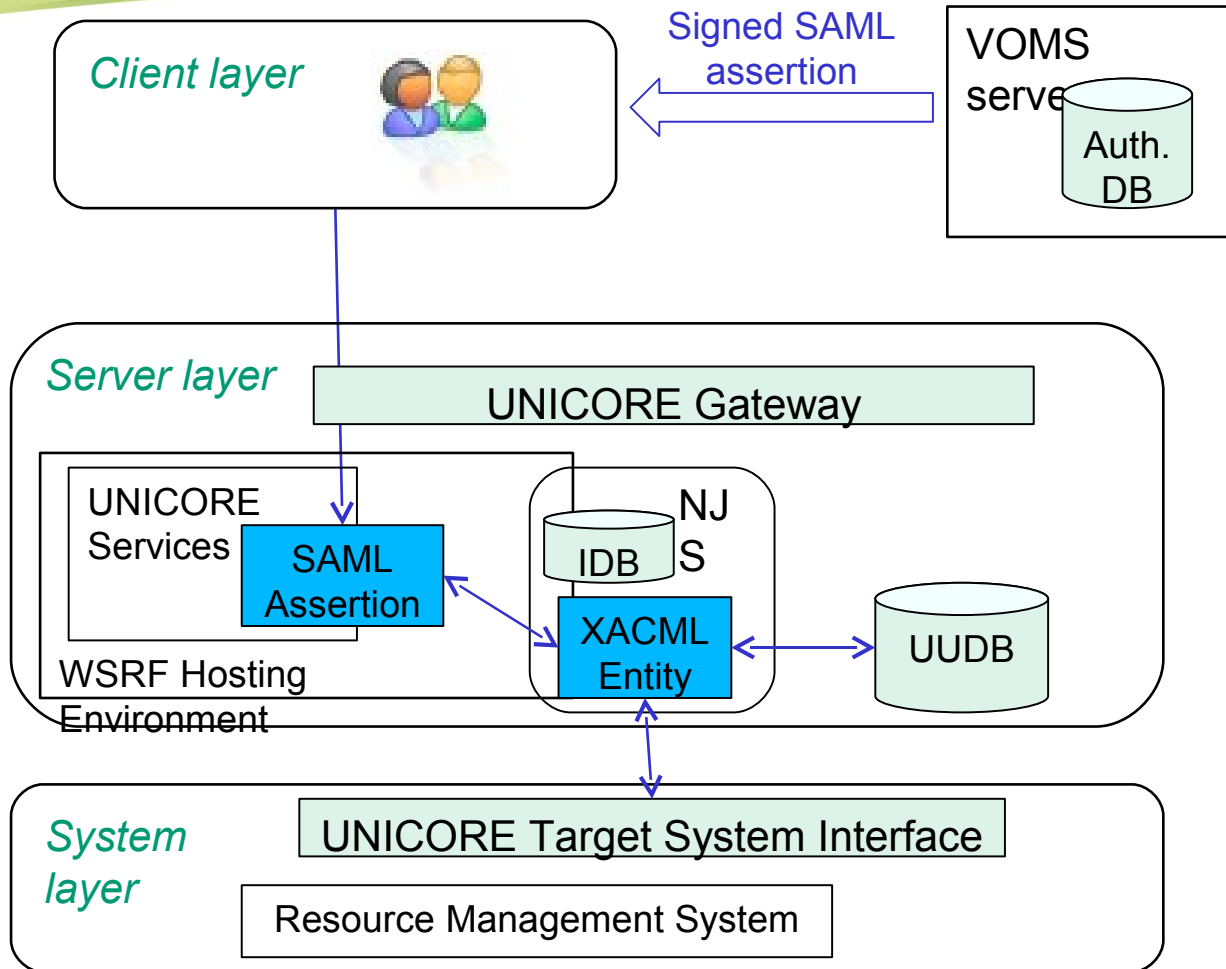 Client layer
Signed SAML
assertion
VOMS
serve
Auth.
DB
Server layer
UNICORE Gateway
UNICORE
Services
SAML
Assertion
NJ
S
IDB
XACML
Entity
UUDB
WSRF Hosting
Environment
System
layer
UNICORE Target System Interface
Resource Management System